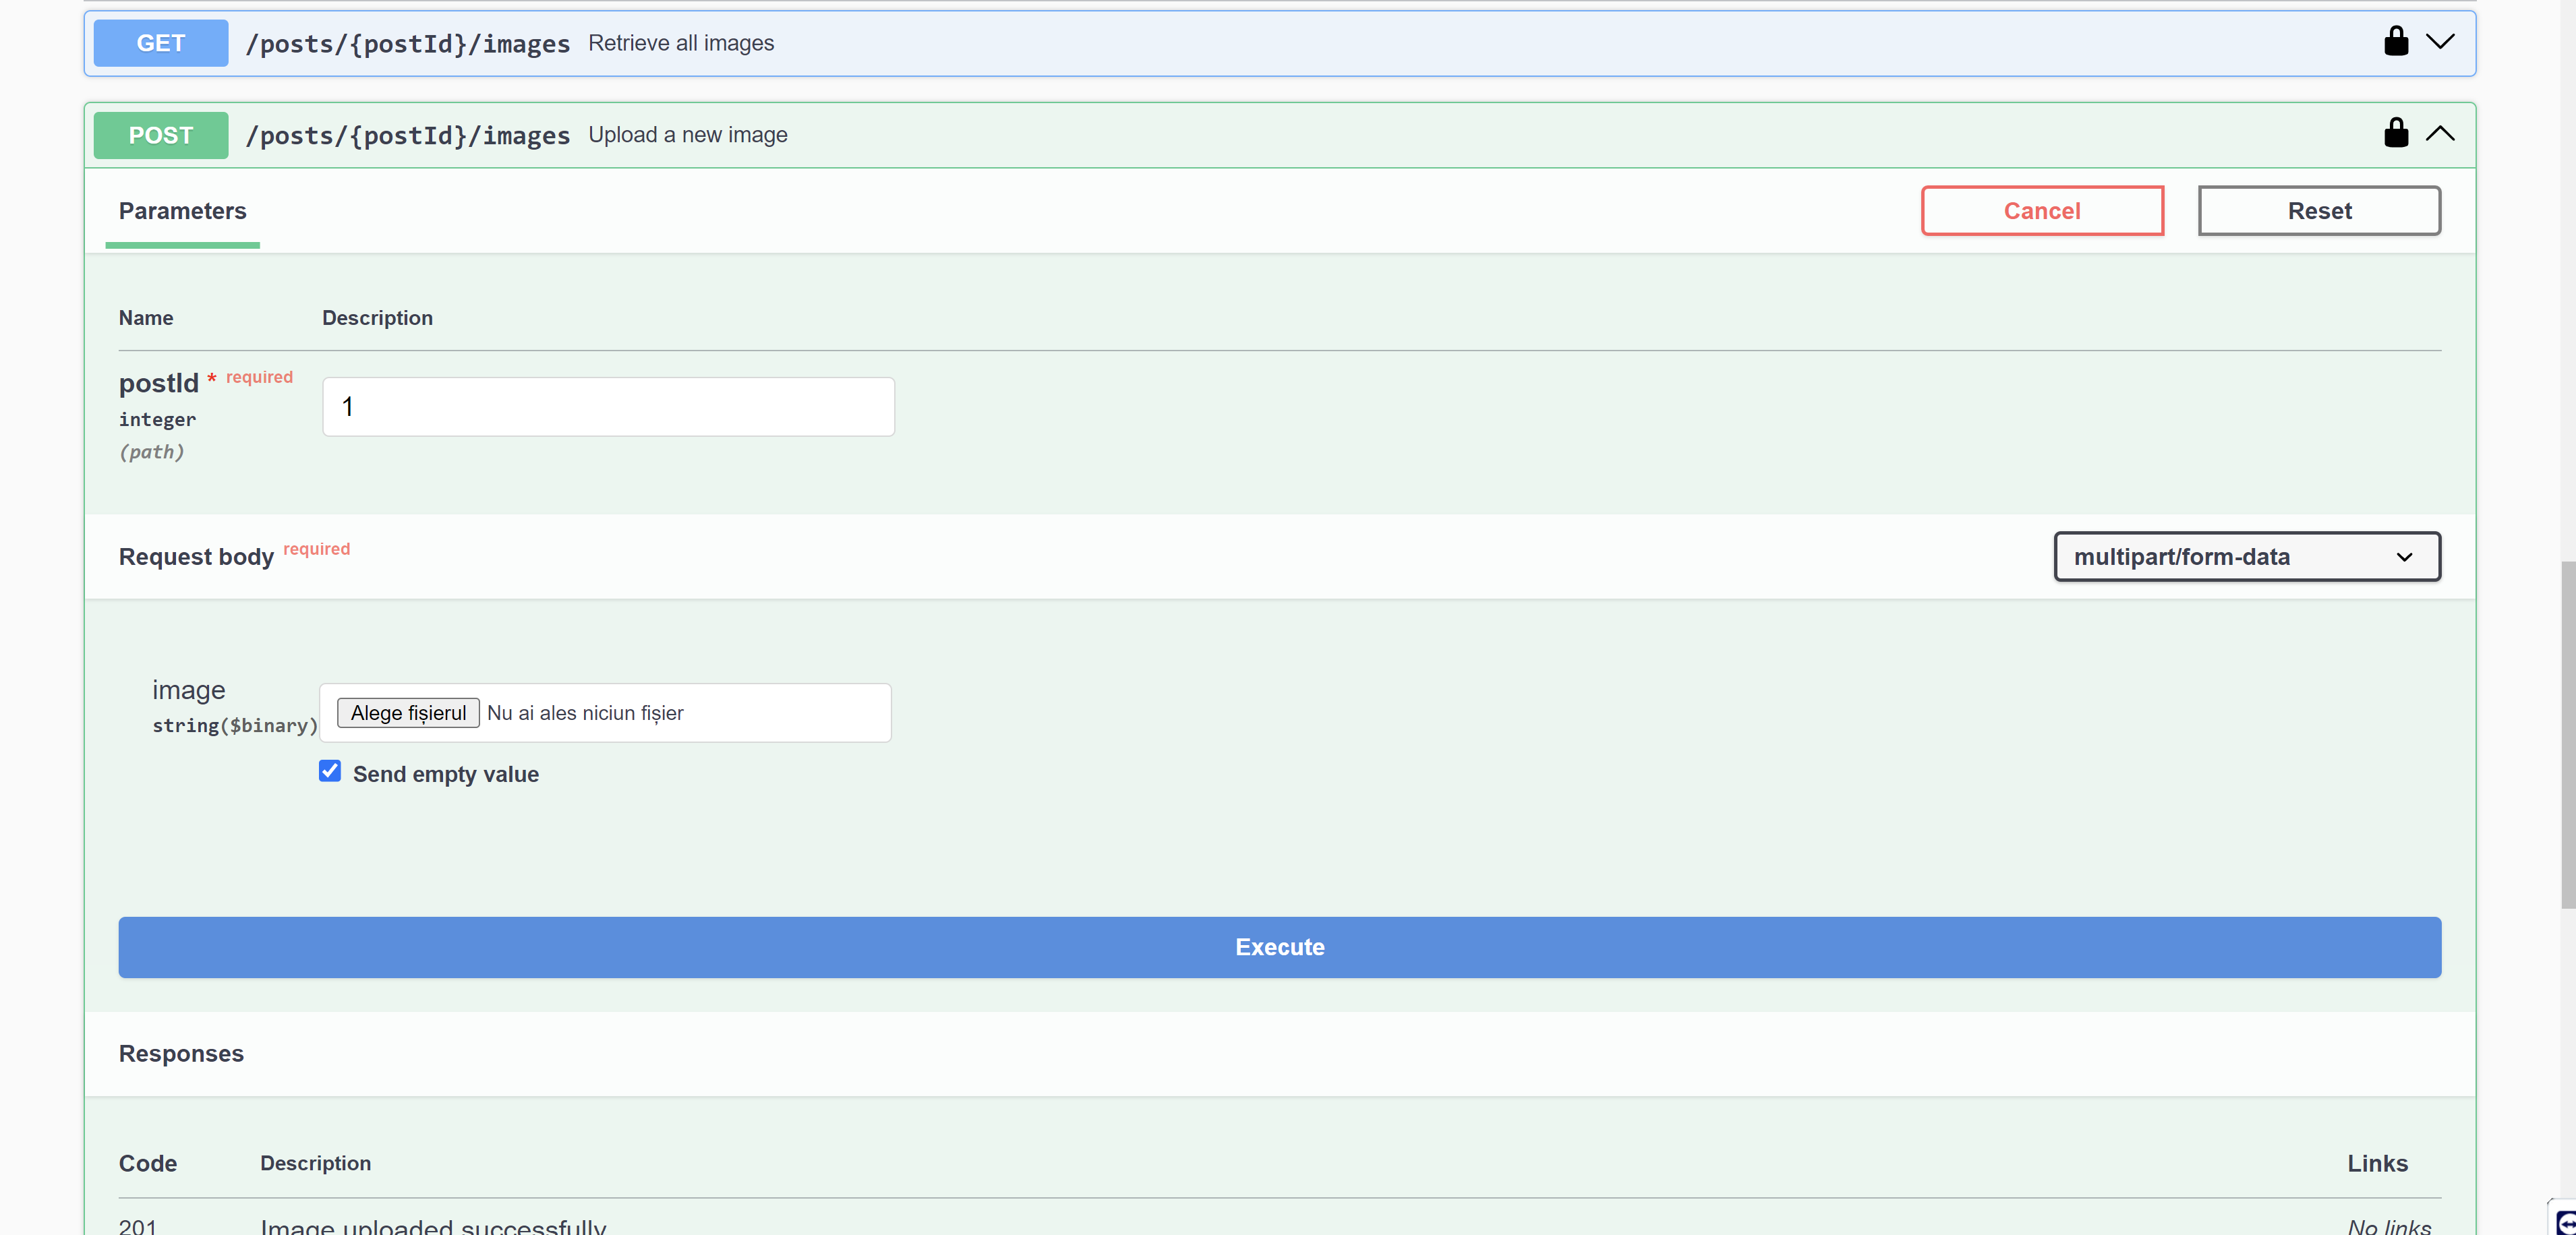 GET /posts/{postId}/images Retrieve all images
POST /posts/{postId}/images Upload a new image
Parameters
Cancel
Reset
Name Description
postId * required
integer
(path)
1
Request body required
multipart/form-data
image
string($binary)
Alege fișierul Nu ai ales niciun fișier
Send empty value
Execute
Responses
Code Description Links
201 Image uploaded successfully No links